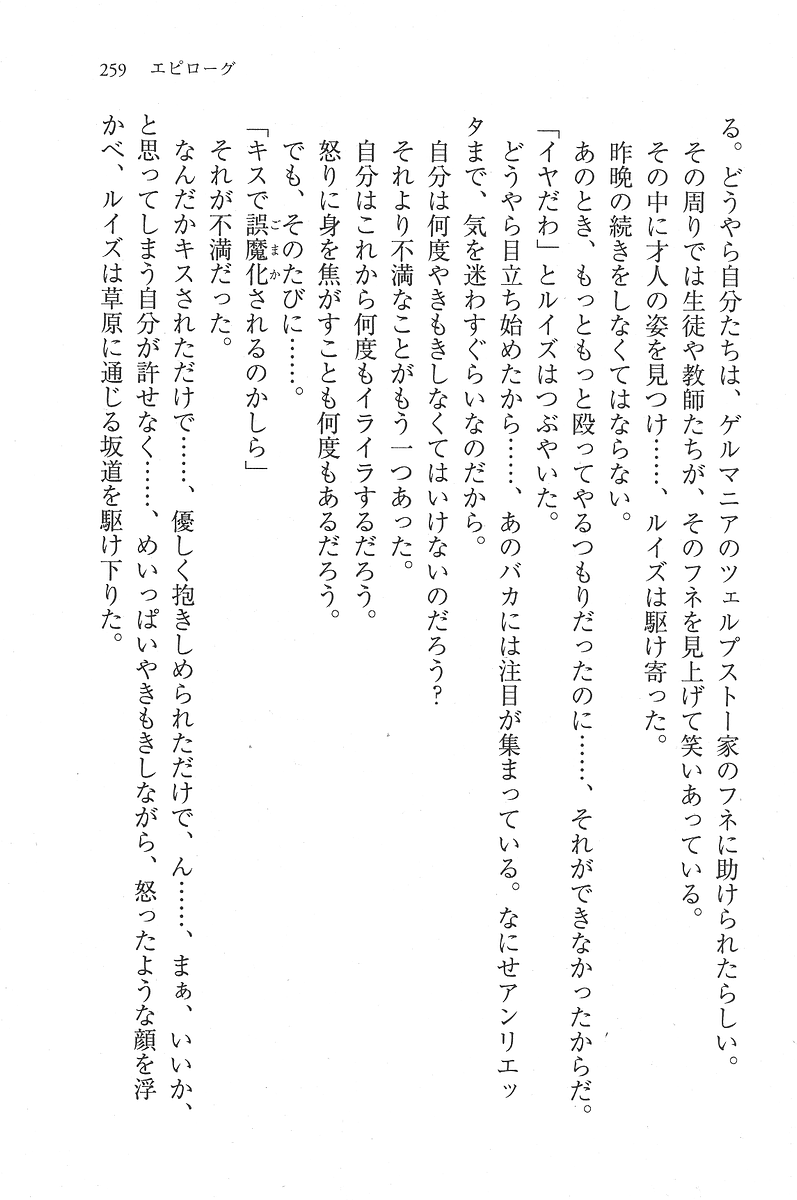 259　エピローグ
る。どうやら自分たちは、ゲルマニアのツェルプストー家のフネに助けられたらしい。
その周りでは生徒や教師たちが、そのフネを見上げて笑いあっている。
その中に才人の姿を見つけ……、ルイズは駆け寄った。
昨晩の続きをしなくてはならない。
あのとき、もっともっと殴ってやるつもりだったのに……、それができなかったからだ。
「イヤだわ」とルイズはつぶやいた。
どうやら目立ち始めたから……、あのバカには注目が集まっている。なにせアンリエッ
タまで、気を迷わすぐらいなのだから。
自分は何度やきもきしなくてはいけないのだろう?
それより不満なことがもう一つあった。
自分はこれから何度もイライラするだろう。
怒りに身を焦がすことも何度もあるだろう。
でも、そのたびに……。
「キスで誤魔化されるのかしら」
ごまか
それが不満だった。
なんだかキスされただけで……、優しく抱きしめられただけで、ん……、まぁ、いいか、
と思ってしまう自分が許せなく……、めいっぱいやきもきしながら、怒ったような顔を浮
かべ、ルイズは草原に通じる坂道を駆け下りた。